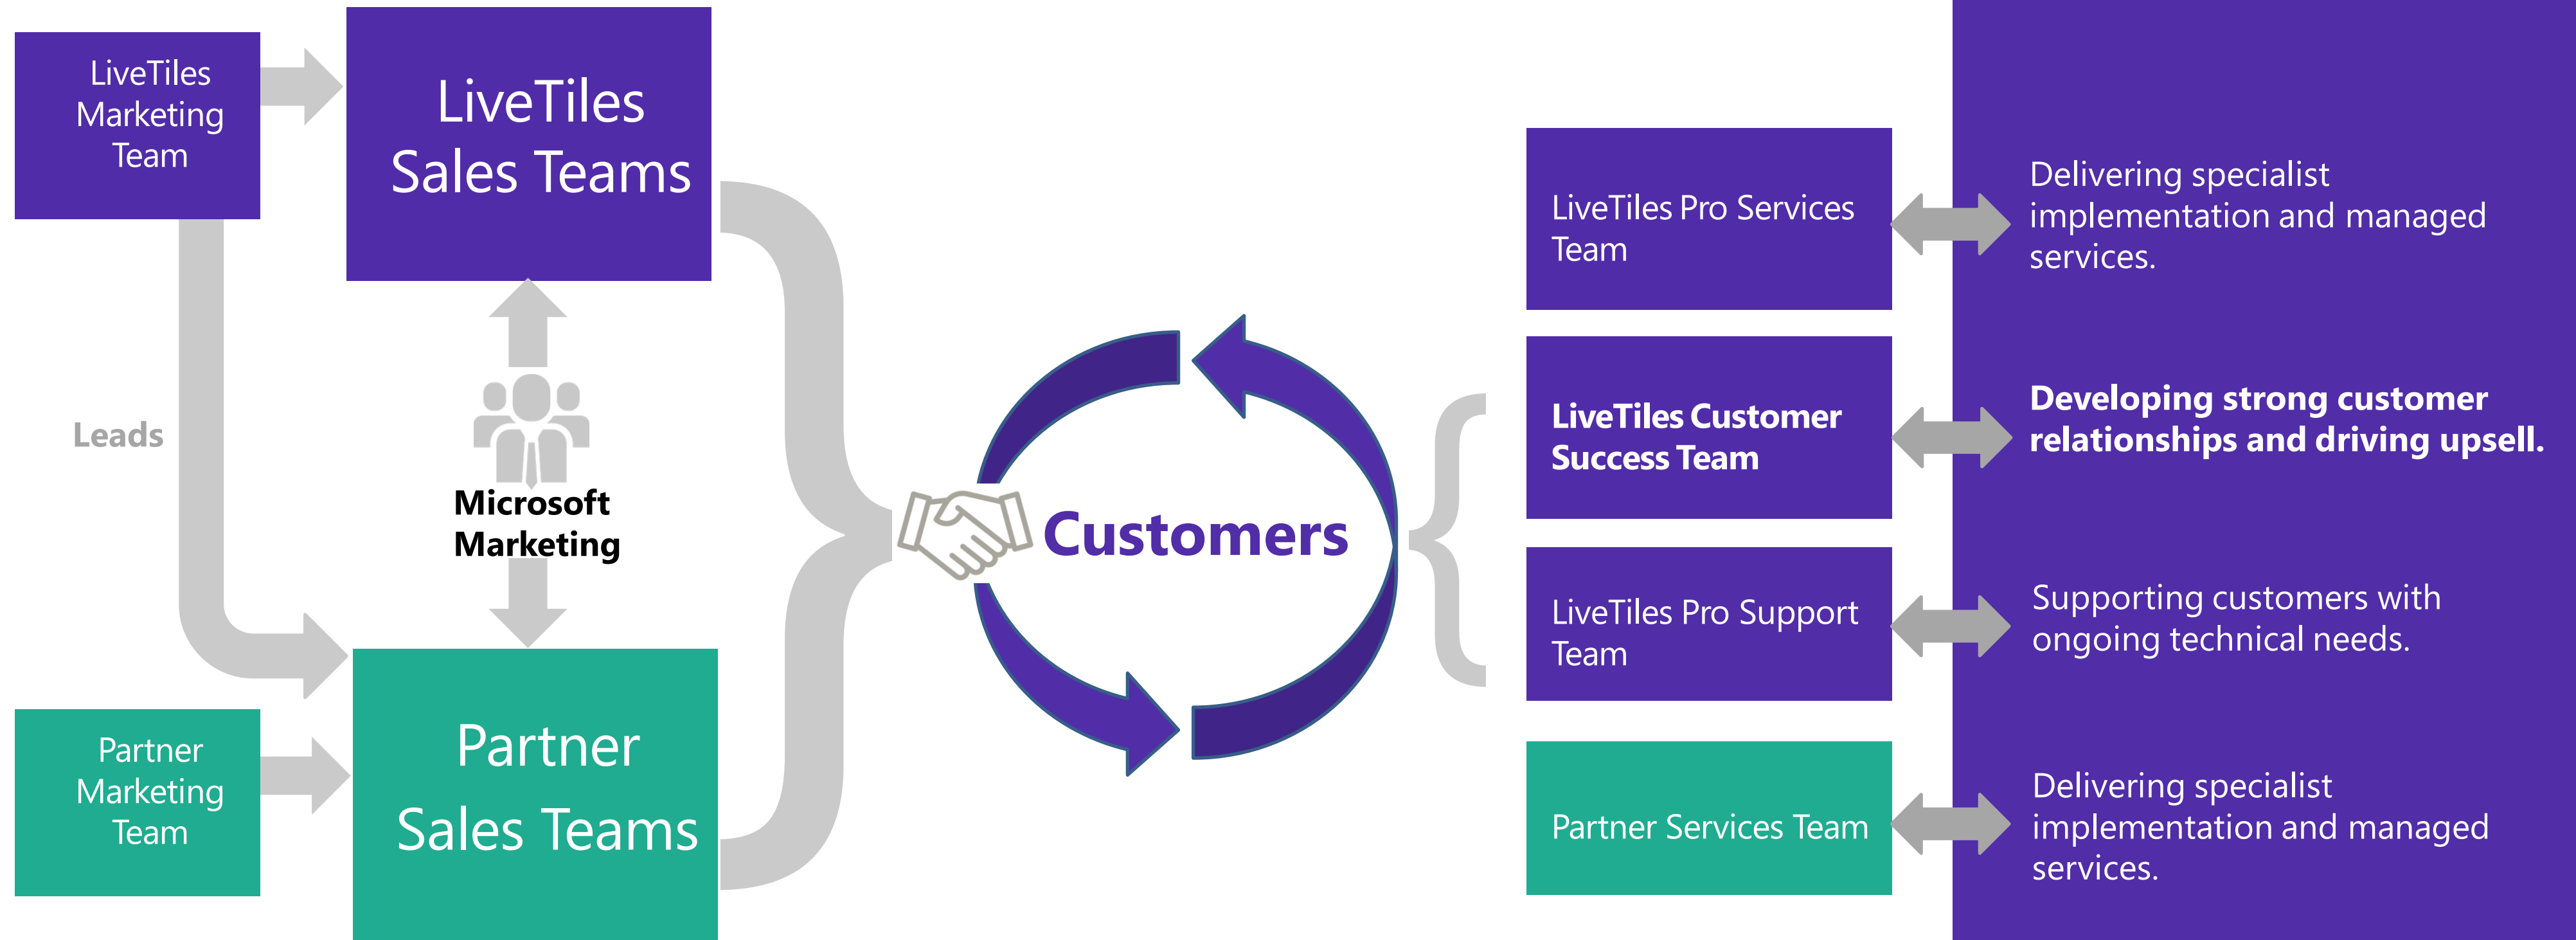 LiveTiles
Marketing
Team
LiveTiles
Sales Teams
Leads
Microsoft
Marketing
Partner
Marketing
Team
Partner
Sales Teams
Customers
LiveTiles Pro Services
Team
Delivering specialist
implementation and managed
services.
LiveTiles Customer
Success Team
Developing strong customer
relationships and driving upsell.
LiveTiles Pro Support
Team
Supporting customers with
ongoing technical needs.
Partner Services Team
Delivering specialist
implementation and managed
services.